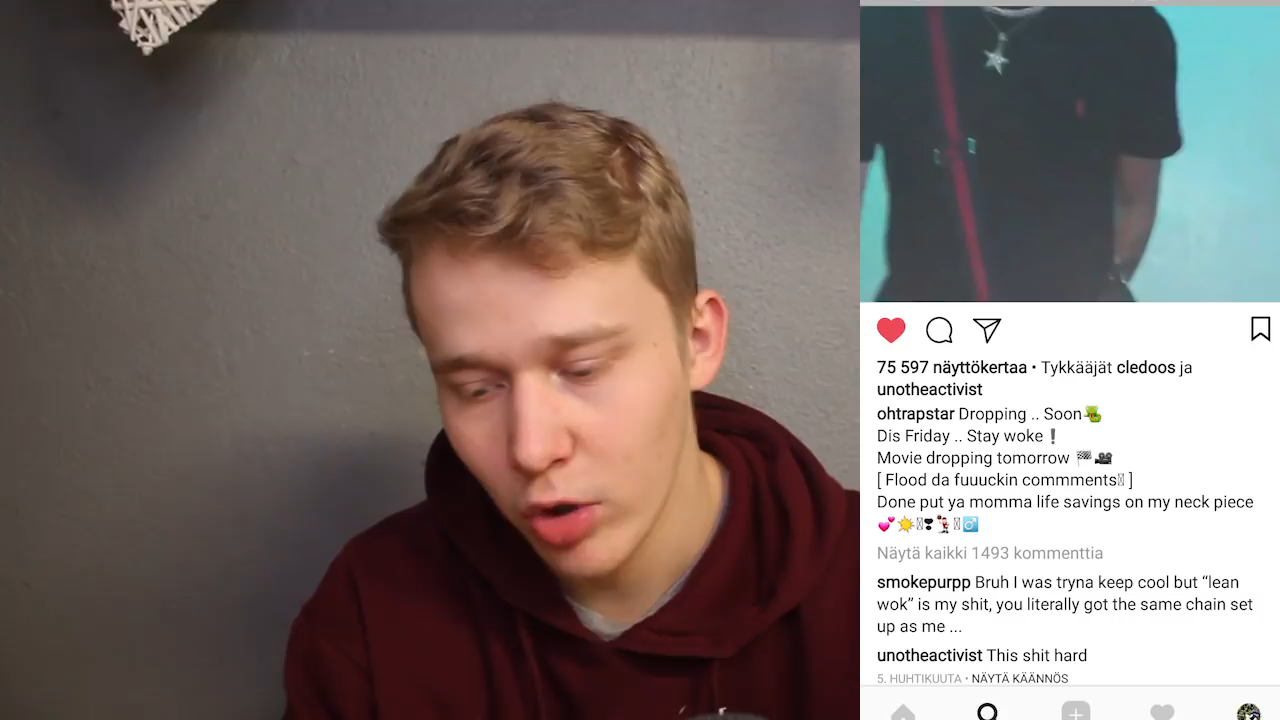 75 597 näyttökertaa • Tykkääjät cledoos ja
unotheactivist
ohtrapstar Dropping .. Soon
Dis Friday .. Stay woke❗
Movie dropping tomorrow 🏁🎥
[ Flood da fuuuckin commments ]
Done put ya momma life savings on my neck piece
💕☀️❣♂️
Näytä kaikki 1493 kommenttia
smokepurpp Bruh I was tryna keep cool but “lean
wok” is my shit, you literally got the same chain set
up as me ...
unotheactivist This shit hard
5. HUHTIKUUTA • NÄYTÄ KÄÄNNÖS